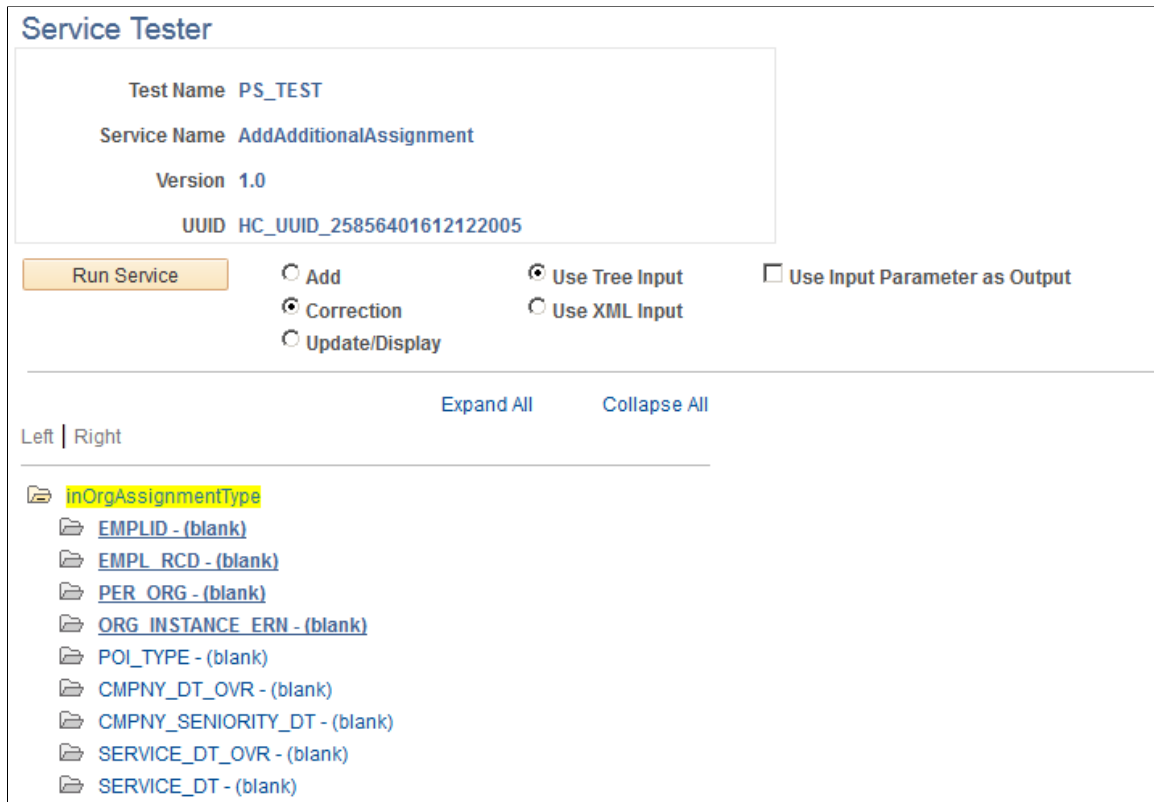 Service Tester
Test Name PS_TEST
Service Name AddAdditionalAssignment
Version 1.0
UUID HC_UUID_25856401612122005
Run Service Add Use Tree Input Use Input Parameter as Output
Correction Use XML Input
Update/Display
Expand All Collapse All
Left | Right
inOrgAssignmentType
EMPLID - (blank)
EMPL_RCD - (blank)
PER_ORG - (blank)
ORG_INSTANCE_ERN - (blank)
POI_TYPE - (blank)
CMPNY_DT_OVR - (blank)
CMPNY_SENIORITY_DT - (blank)
SERVICE_DT_OVR - (blank)
SERVICE_DT - (blank)